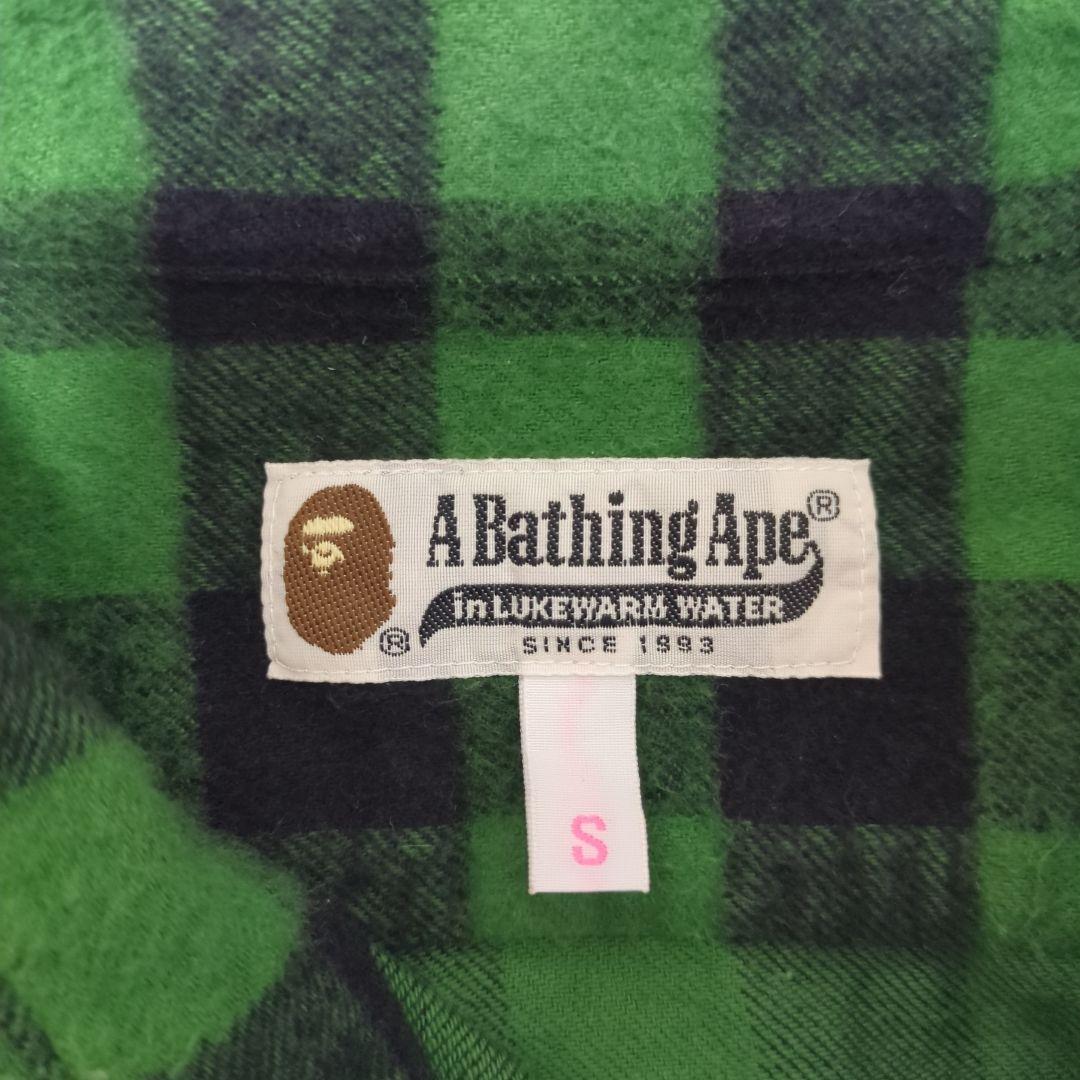 A Bathing Ape®
®
in LUKEWARM WATER
SINCE 1993
S